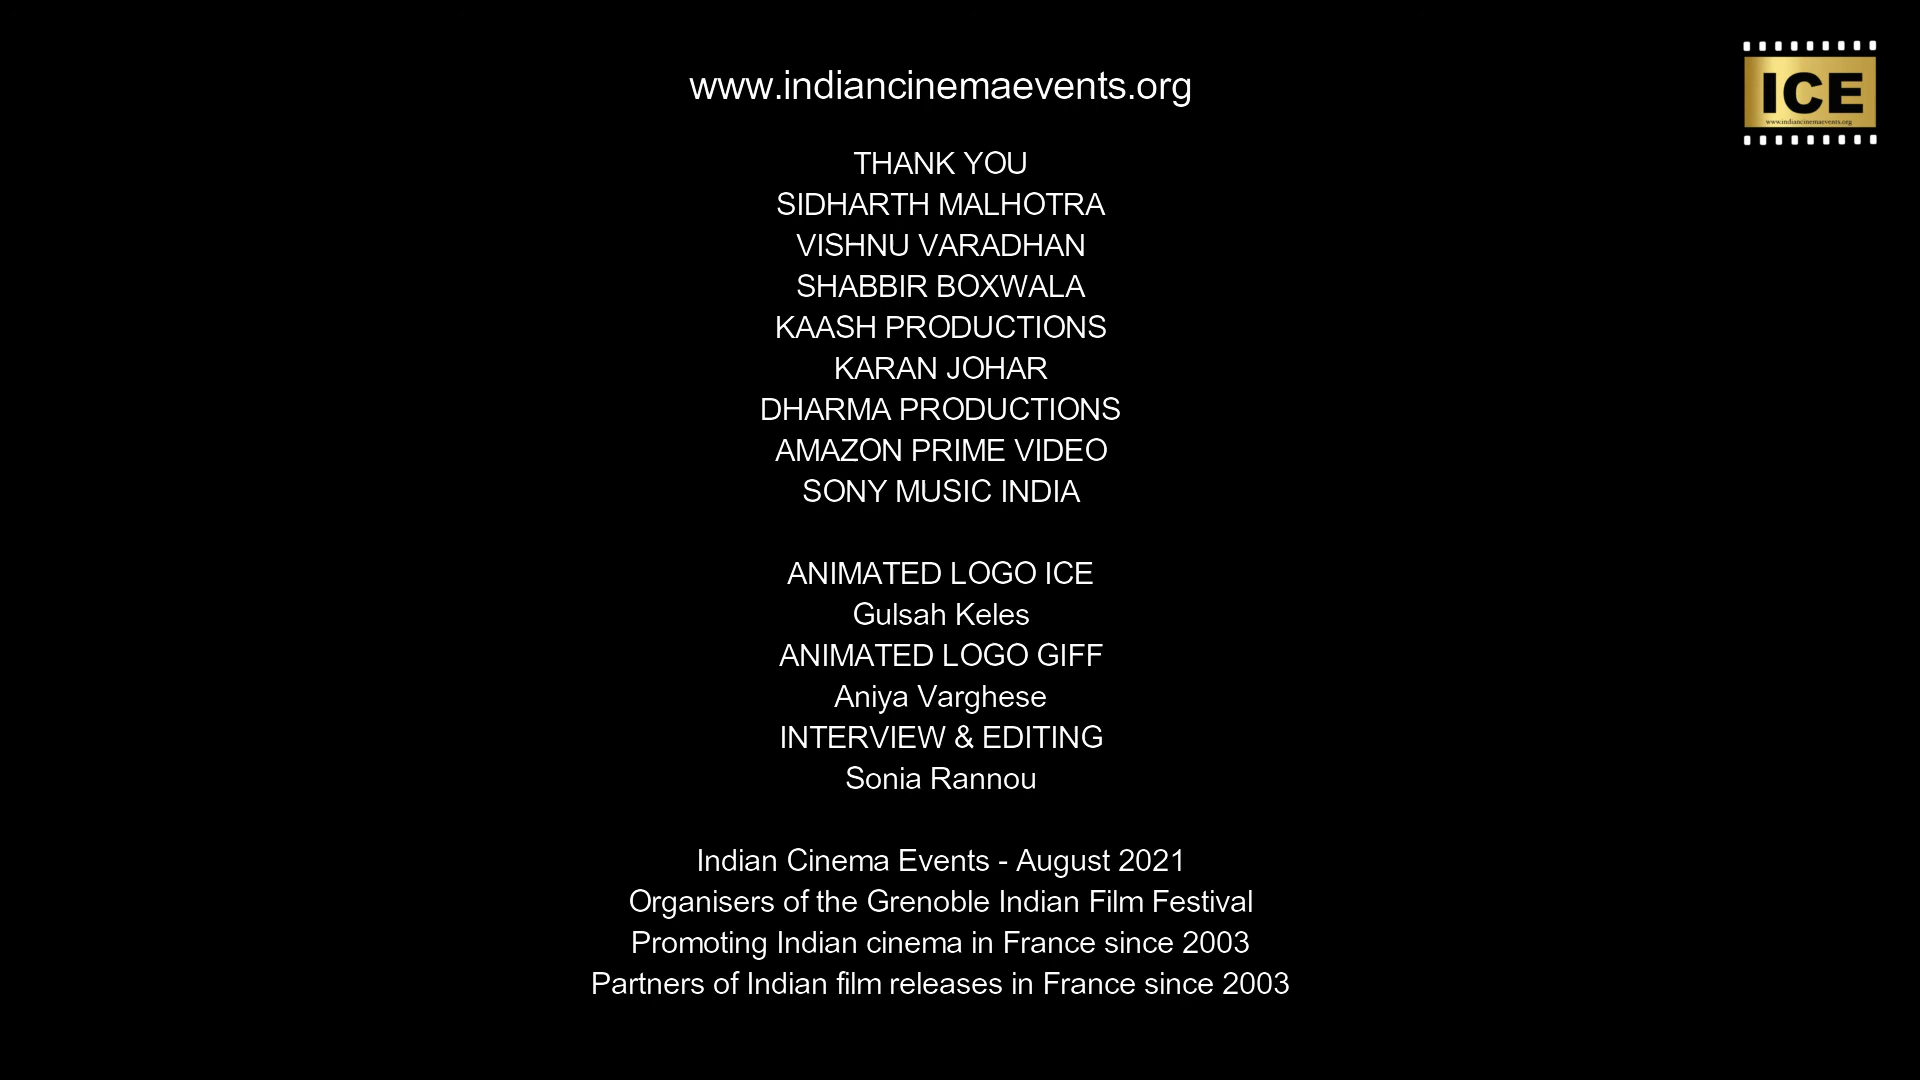 www.indiancinemaevents.org
ICE
www.indiancinemaevents.org
THANK YOU
SIDHARTH MALHOTRA
VISHNU VARADHAN
SHABBIR BOXWALA
KAASH PRODUCTIONS
KARAN JOHAR
DHARMA PRODUCTIONS
AMAZON PRIME VIDEO
SONY MUSIC INDIA
ANIMATED LOGO ICE
Gulsah Keles
ANIMATED LOGO GIFF
Aniya Varghese
INTERVIEW & EDITING
Sonia Rannou
Indian Cinema Events - August 2021
Organisers of the Grenoble Indian Film Festival
Promoting Indian cinema in France since 2003
Partners of Indian film releases in France since 2003